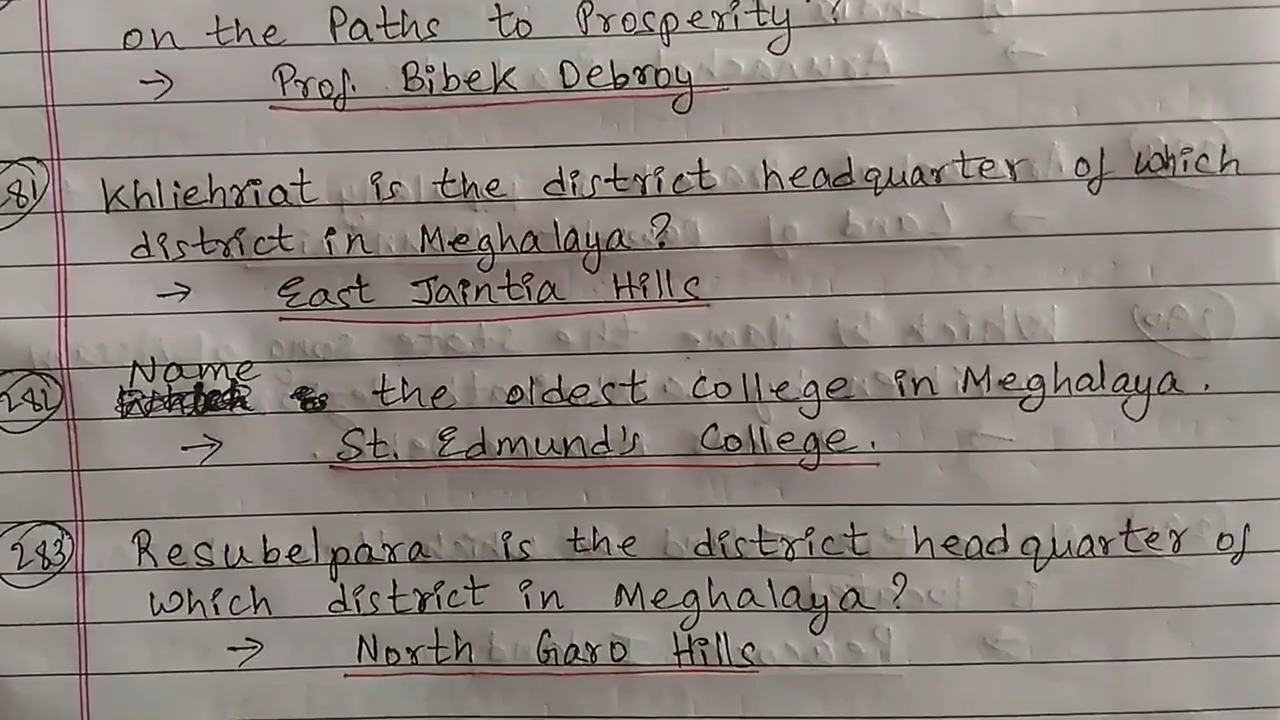 on the Paths to Prosperity?
→ Prof. Bibek Debroy
281 Khliehriat is the district headquarter of which
district in Meghalaya?
→ East Jaintia Hills
282 Name the oldest college in Meghalaya.
→ St. Edmund's College.
283 Resubelpara is the district headquarter of
which district in Meghalaya?
→ North Garo Hills